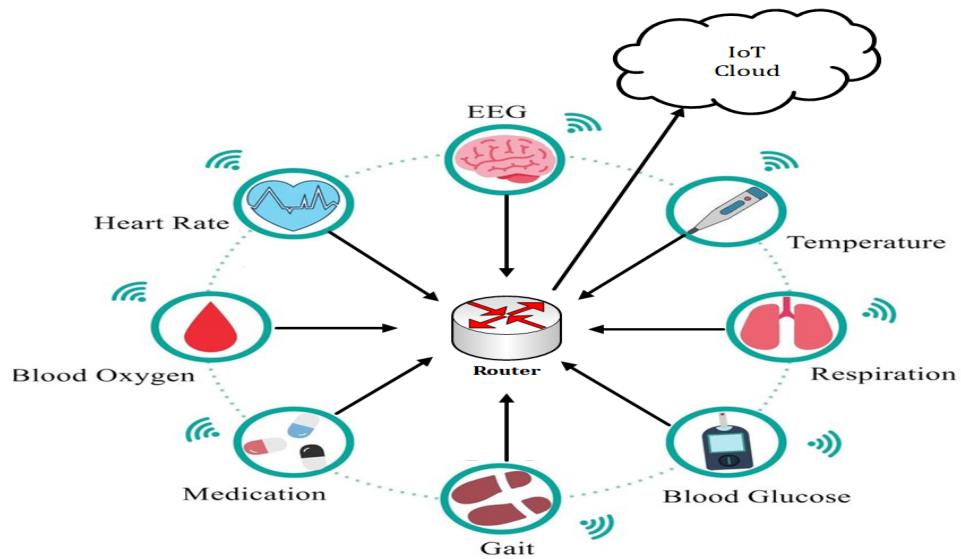 IoT
Cloud
EEG
Heart Rate
Temperature
Blood Oxygen
Router
Respiration
Medication
Blood Glucose
Gait